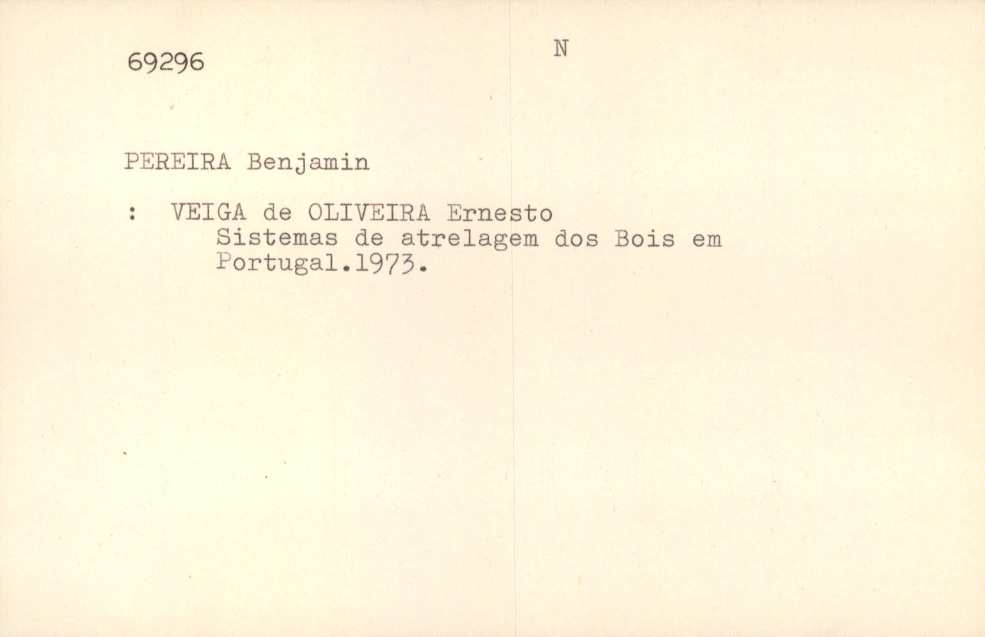 N
69296
PEREIRA Benjamin
: VEIGA de OLIVEIRA Ernesto
Sistemas de atrelagem dos Bois em
Portugal.1973.